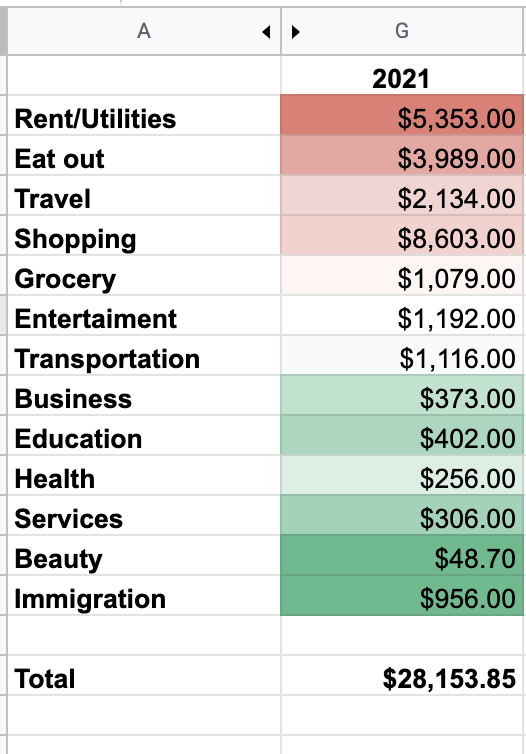 A G
2021
Rent/Utilities $5,353.00
Eat out $3,989.00
Travel $2,134.00
Shopping $8,603.00
Grocery $1,079.00
Entertaiment $1,192.00
Transportation $1,116.00
Business $373.00
Education $402.00
Health $256.00
Services $306.00
Beauty $48.70
Immigration $956.00
Total $28,153.85